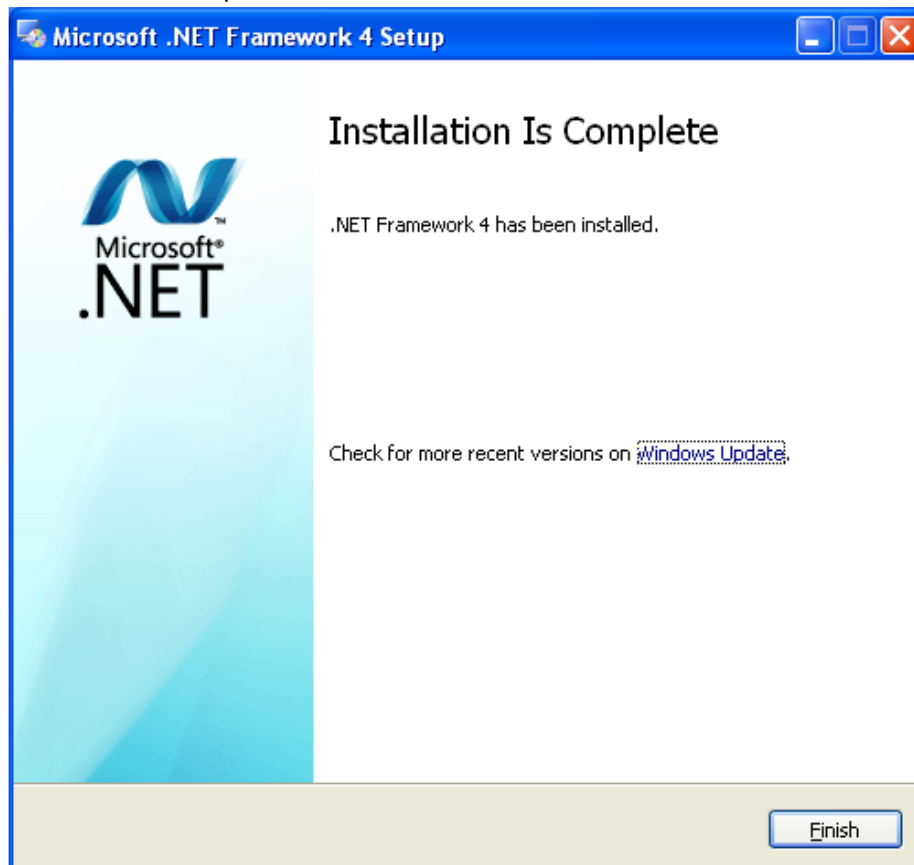 Microsoft .NET Framework 4 Setup
Installation Is Complete
.NET Framework 4 has been installed.
Microsoft®
.NET
™
Check for more recent versions on Windows Update.
Finish